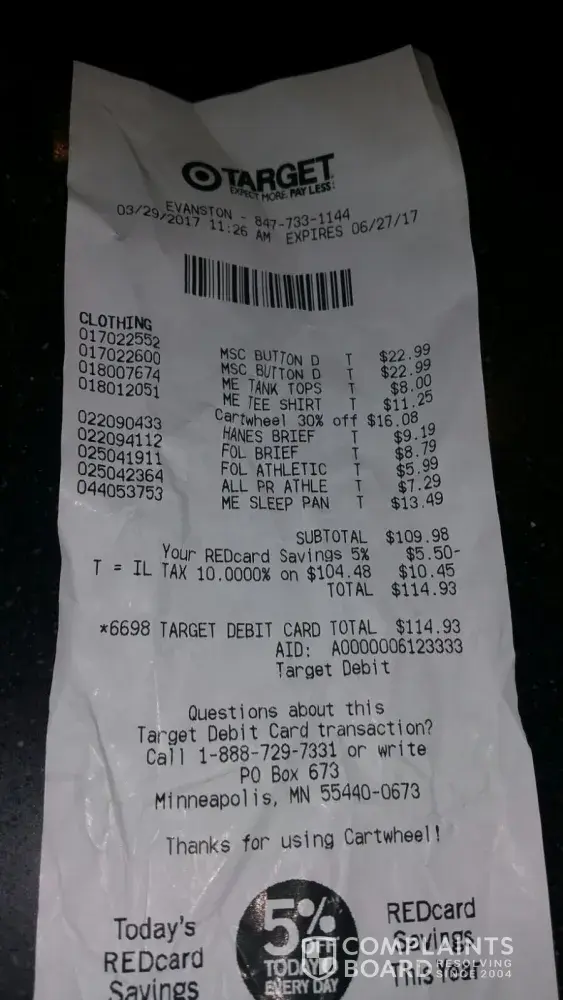 TARGET
EXPECT MORE. PAY LESS.
EVANSTON - 847-733-1144
03/29/2017 11:26 AM EXPIRES 06/27/17
CLOTHING
017022552 MSC BUTTON D T $22.99
017022600 MSC BUTTON D T $22.99
018007674 ME TANK TOPS T $8.00
018012051 ME TEE SHIRT T $11.25
Cartwheel 30% off $16.08
022090433 HANES BRIEF T $9.19
022094112 FOL BRIEF T $8.79
025041911 FOL ATHLETIC T $5.99
025042364 ALL PR ATHLE T $7.29
044053753 ME SLEEP PAN T $13.49
SUBTOTAL $109.98
Your REDcard Savings 5% $5.50-
T = IL TAX 10.0000% on $104.48 $10.45
TOTAL $114.93
*6698 TARGET DEBIT CARD TOTAL $114.93
AID: A0000006123333
Target Debit
Questions about this
Target Debit Card transaction?
Call 1-888-729-7331 or write
PO Box 673
Minneapolis, MN 55440-0673
Thanks for using Cartwheel!
Today's
REDcard
Savings
5%
OFF
TODAY
EVERY DAY
REDcard
Savings
This Year
COMPLAINTS
BOARD RESOLVING
SINCE 2004